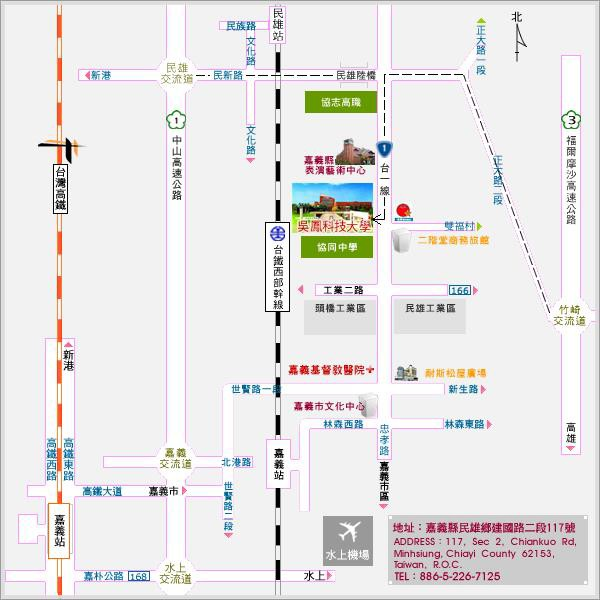 民雄站
民族路
文化路
北
正大路一段
新港
民雄
交流道
民新路
民雄陸橋
協志高職
1
中山高速公路
文化路
嘉義縣
表演藝術中心
1
台一線
3
福爾摩沙高速公路
正大路二段
台灣高鐵
吳鳳科技大學
協同中學
雙福村
二階堂商務旅館
台鐵西部幹線
工業二路
166
頭橋工業區
民雄工業區
竹崎
交流道
新港
嘉義基督教醫院
耐斯松屋廣場
世賢路一段
新生路
嘉義市文化中心
林森西路
忠孝路
林森東路
高雄
高鐵西路
高鐵東路
嘉義
交流道
北港路
嘉義站
嘉義市區
高鐵大道
嘉義市
世賢路二段
嘉義站
水上機場
嘉朴公路
168
水上
交流道
水上
地址：嘉義縣民雄鄉建國路二段117號
ADDRESS：117, Sec 2, Chiankuo Rd,
Minhsiung, Chiayi County 62153,
Taiwan, R.O.C.
TEL：886-5-226-7125